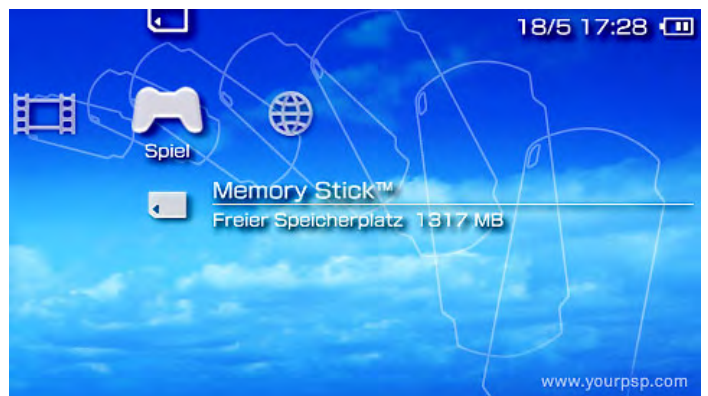 18/5 17:28
Spiel
Memory Stick™
Freier Speicherplatz 1317 MB
www.yourpsp.com